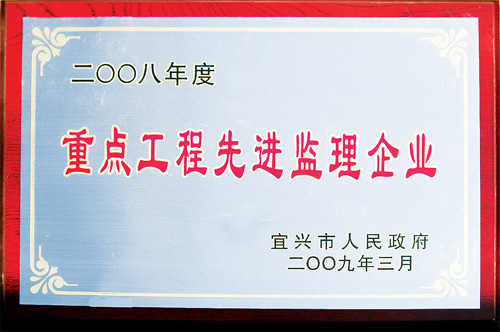 二〇〇八年度
重点工程先进监理企业
宜兴市人民政府
二〇〇九年三月